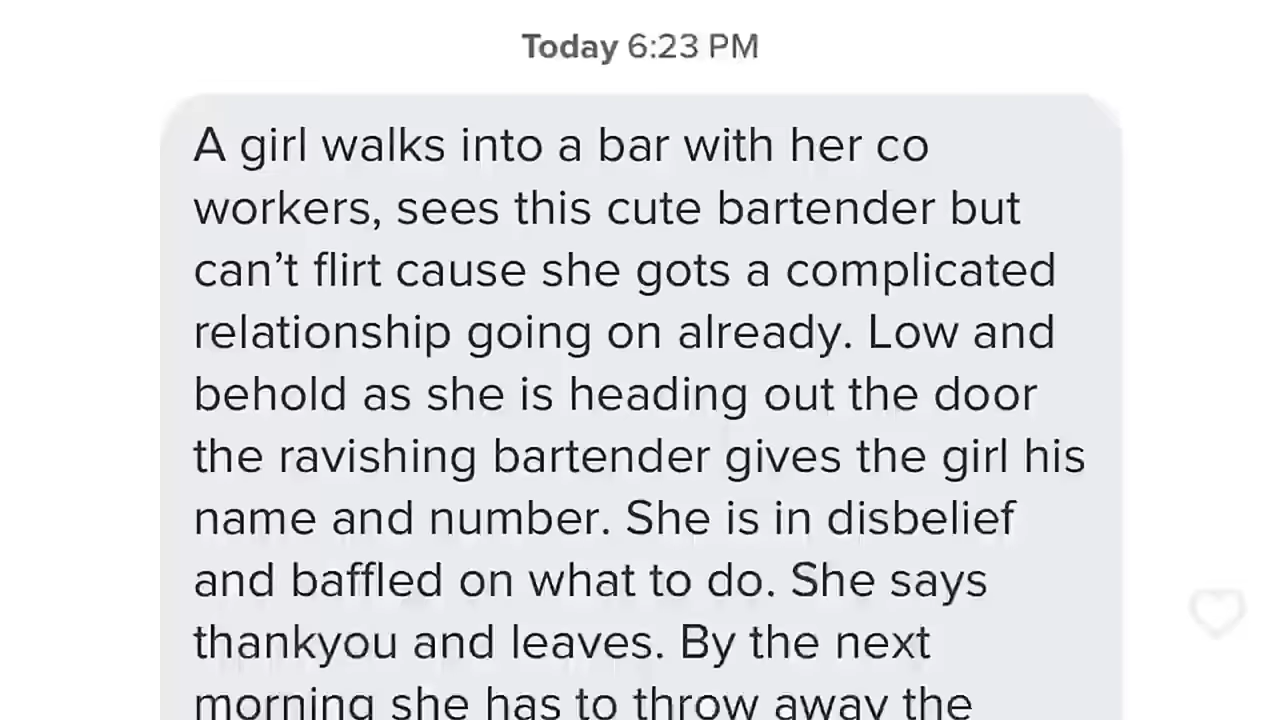 Today 6:23 PM
A girl walks into a bar with her co
workers, sees this cute bartender but
can’t flirt cause she gots a complicated
relationship going on already. Low and
behold as she is heading out the door
the ravishing bartender gives the girl his
name and number. She is in disbelief
and baffled on what to do. She says
thankyou and leaves. By the next
morning she has to throw away the